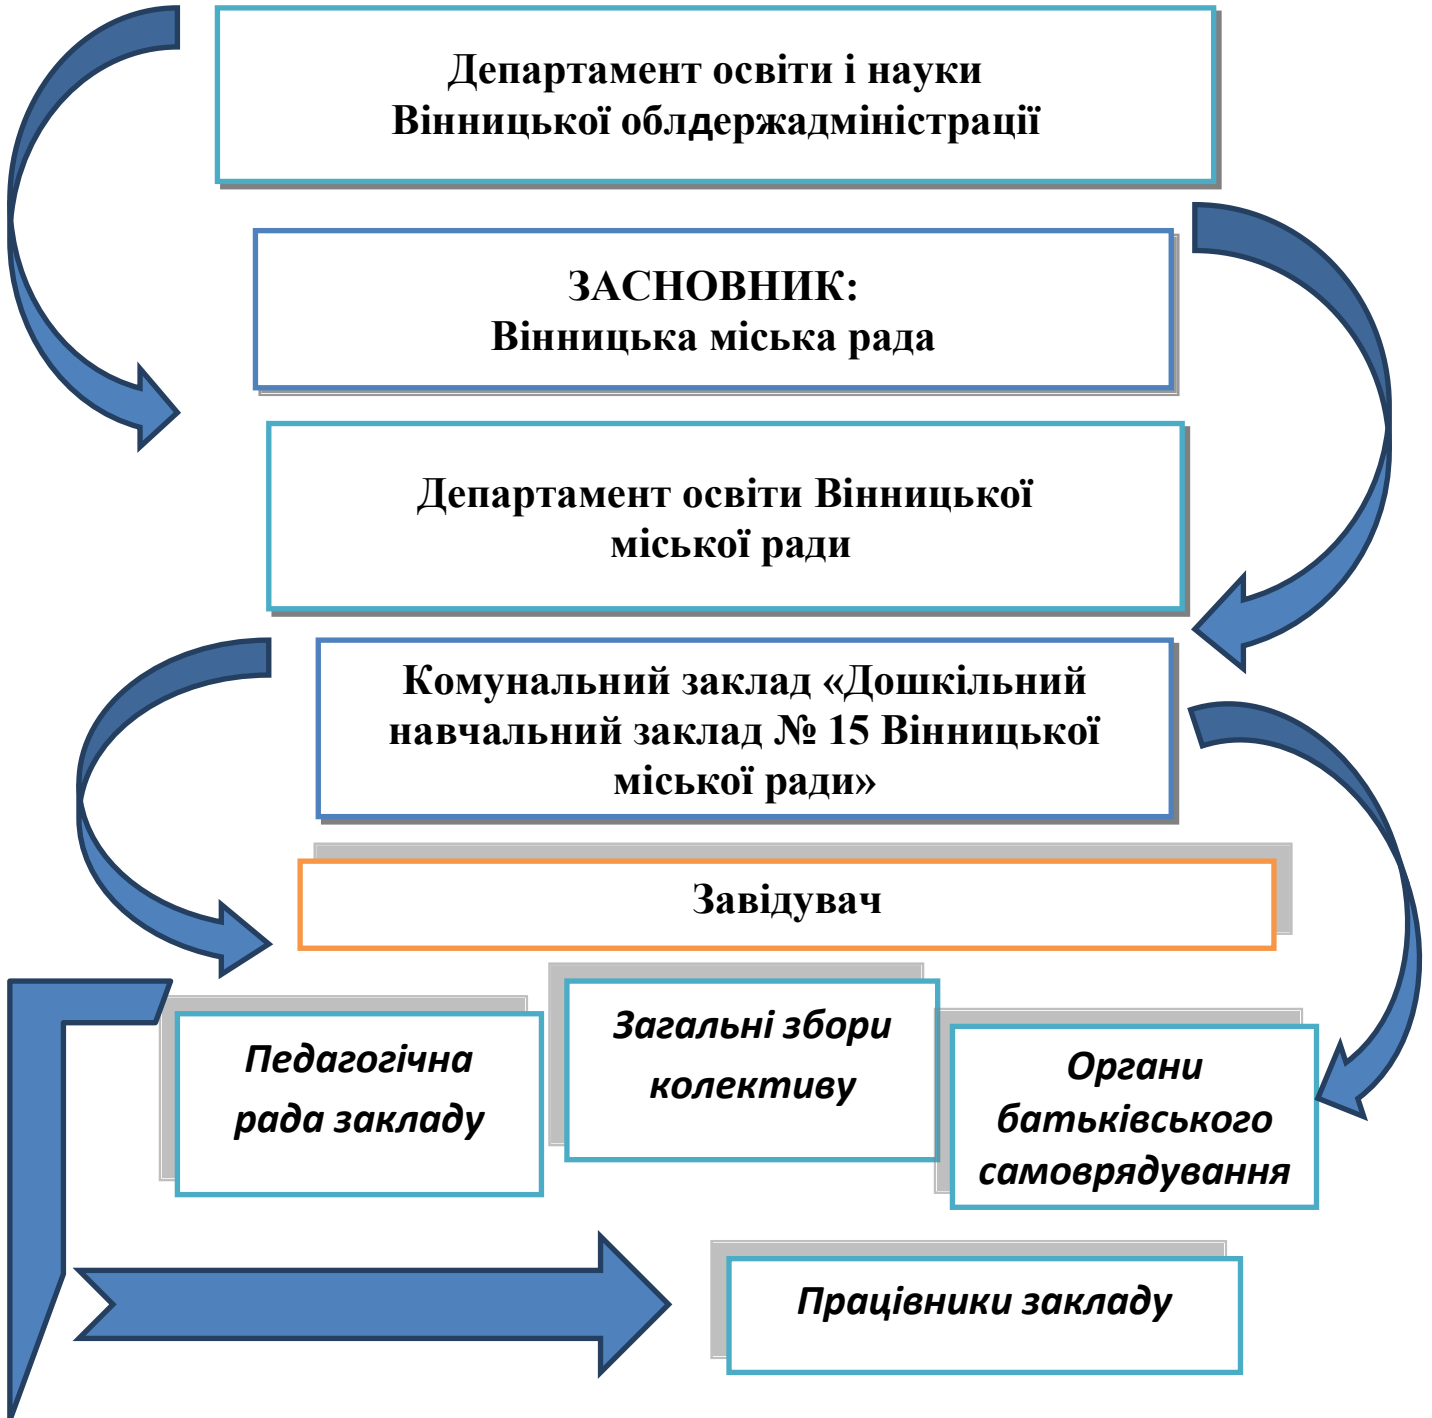 Департамент освіти і науки
Вінницької облдержадміністрації
ЗАСНОВНИК:
Вінницька міська рада
Департамент освіти Вінницької
міської ради
Комунальний заклад «Дошкільний
навчальний заклад № 15 Вінницької
міської ради»
Завідувач
Педагогічна
рада закладу
Загальні збори
колективу
Органи
батьківського
самоврядування
Працівники закладу